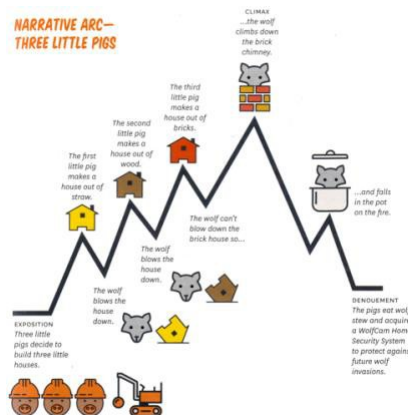 NARRATIVE ARC—
THREE LITTLE PIGS
CLIMAX
...the wolf
climbs down
the brick
chimney.
The third
little pig
makes a
house out of
bricks.
The second
little pig
makes a
house out of
wood.
The first
little pig
makes a
house out of
straw.
...and falls
in the pot
on the fire.
The wolf can't
blow down the
brick house so...
The wolf
blows the
house
down.
The wolf
blows the
house
down.
EXPOSITION
Three little
pigs decide to
build three little
houses.
DENOUEMENT
The pigs eat wolf
stew and acquire
a WolfCam Home
Security System
to protect against
future wolf
invasions.